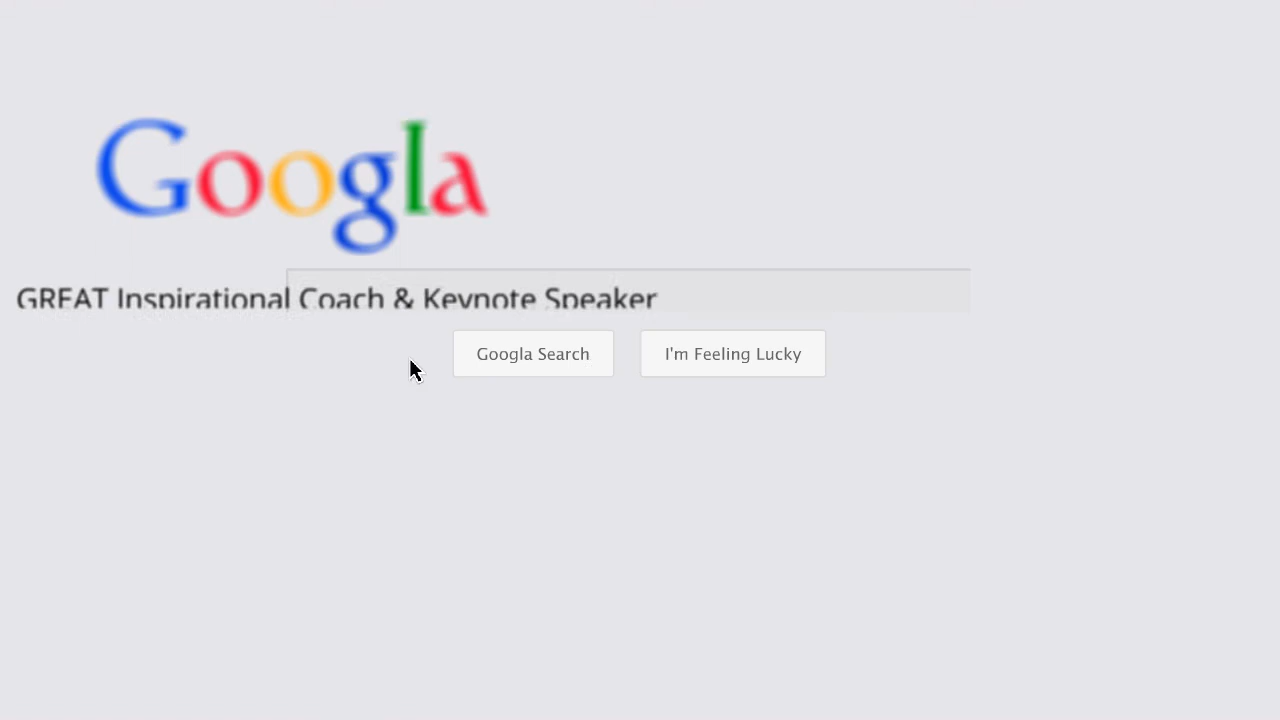 Googla
GREAT Inspirational Coach & Keynote Speaker
Googla Search
I'm Feeling Lucky